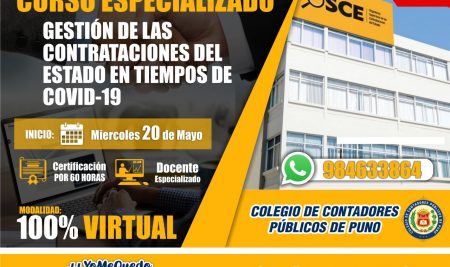 CURSO ESPECIALIZADO
GESTIÓN DE LAS
CONTRATACIONES DEL
ESTADO EN TIEMPOS DE
COVID-19
INICIO:
Miercoles 20 de Mayo
Certificación
POR 60 HORAS
Docente
Especializado
MODALIDAD:
100% VIRTUAL
OSCE
984633864
COLEGIO DE CONTADORES
PÚBLICOS DE PUNO
#YoMeQuedo